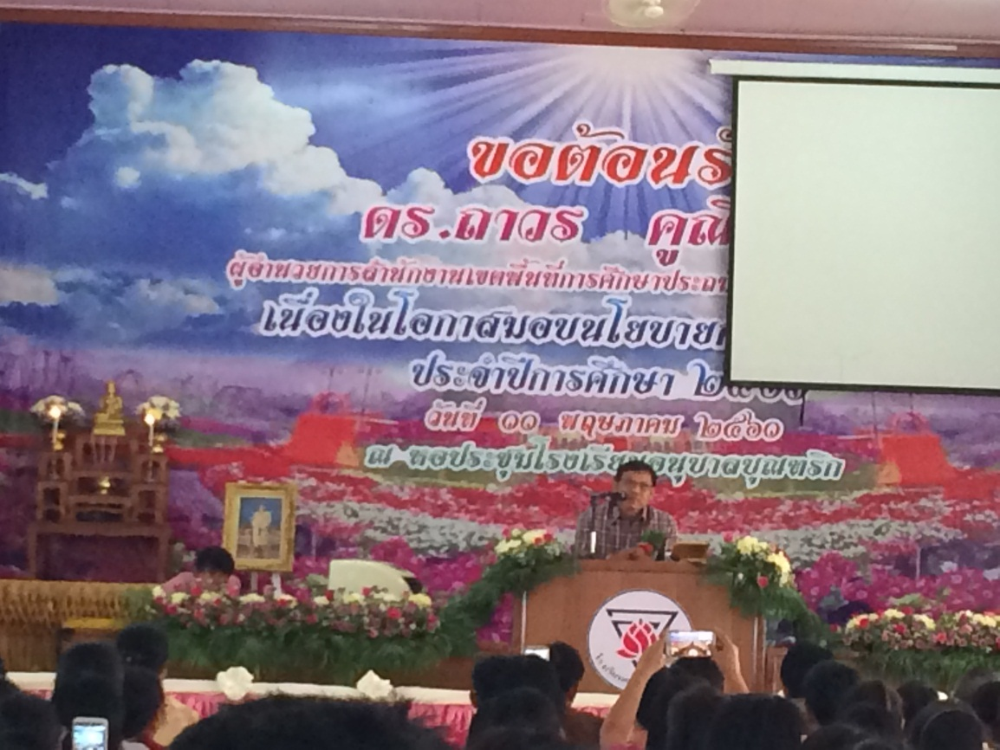 ขอต้อนรั
ดร.ถาวร คูณิ
ผู้อำนวยการสำนักงานเขตพื้นที่การศึกษาประถ
เนื่องในโอกาสมอบนโยบาย
ประจำปีการศึกษา ๒๕๖๐
วันที่ ๑๑ พฤษภาคม ๒๕๖๐
ณ หอประชุมโรงเรียนอนุบาลบุณฑริก